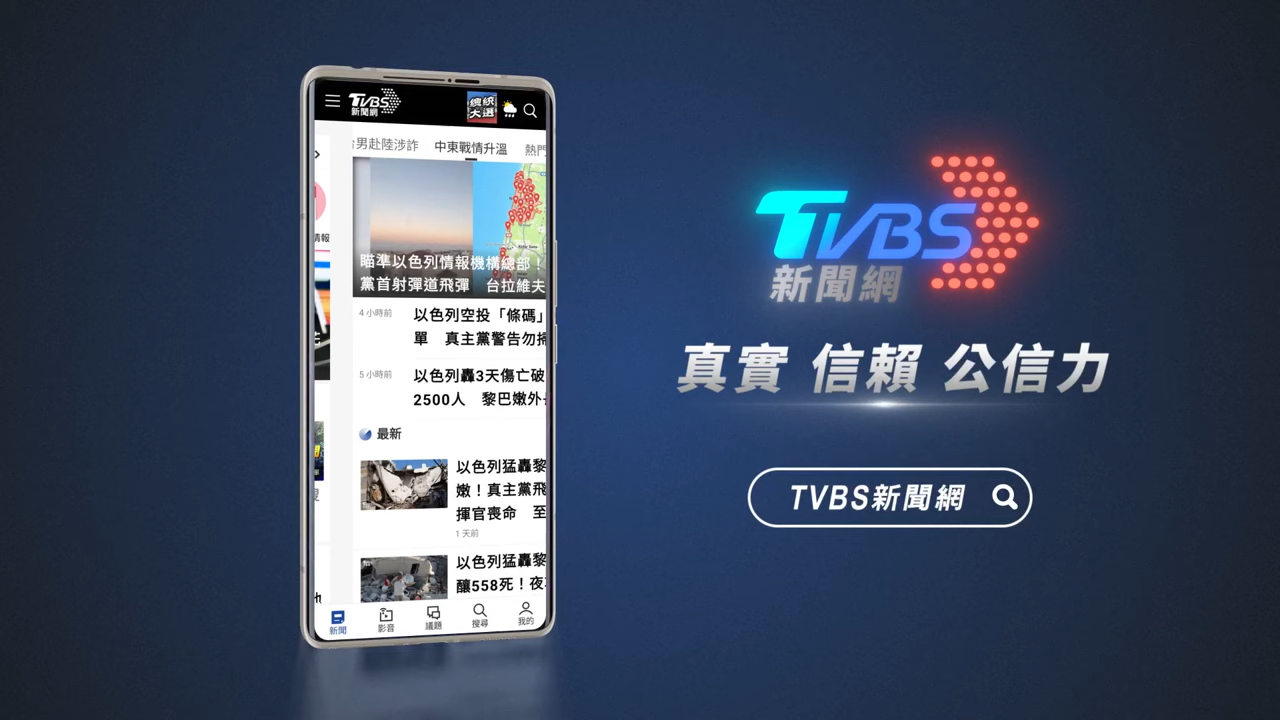 TVBS
新聞網
總統
大選
男赴陸涉詐
中東戰情升溫
熱門
情報
瞄準以色列情報機構總部！
黨首射彈道飛彈 台拉維夫
4 小時前
以色列空投「條碼」
單 真主黨警告勿掃
5 小時前
以色列轟3天傷亡破
2500人 黎巴嫩外
最新
以色列猛轟黎
嫩！真主黨飛
揮官喪命 至
1 天前
以色列猛轟黎
釀558死！夜
新聞
影音
議題
搜尋
我的
TVBS
新聞網
真實 信賴 公信力
TVBS新聞網